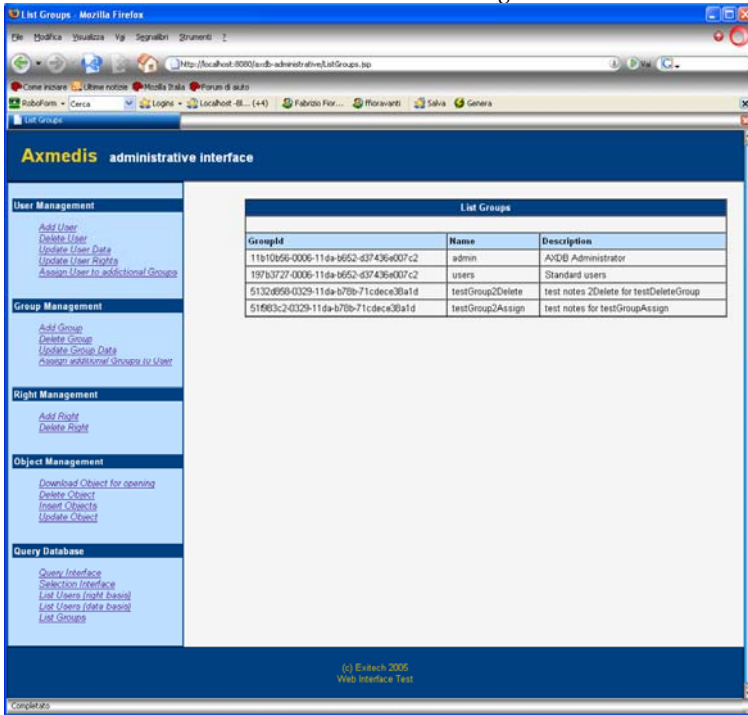 List Groups - Mozilla Firefox
File Modifica Visualizza Vai Segnalibri Strumenti ?
http://localhost:8080/axdb-administrative/ListGroups.jsp
Vai
Come iniziare Ultime notizie Mozilla Italia Forum di aiuto
RoboForm Cerca Logins Localhost -8... (+4) Fabrizio Fior... ffioravanti Salva Genera
List Groups
Axmedis administrative interface
User Management
Add User
Delete User
Update User Data
Update User Rights
Assign User to addictional Groups
Group Management
Add Group
Delete Group
Update Group Data
Assign additional Groups to User
Right Management
Add Right
Delete Right
Object Management
Download Object for opening
Delete Object
Insert Objects
Update Object
Query Database
Query Interface
Selection Interface
List Users (right basis)
List Users (data basis)
List Groups
List Groups
GroupId Name Description
11b10b56-0006-11da-b652-d37436e007c2 admin AXDB Administrator
197b3727-0006-11da-b652-d37436e007c2 users Standard users
5132d858-0329-11da-b78b-71cdece38a1d testGroup2Delete test notes 2Delete for testDeleteGroup
51f983c2-0329-11da-b78b-71cdece38a1d testGroup2Assign test notes for testGroupAssign
(c) Exitech 2005
Web Interface Test
Completato